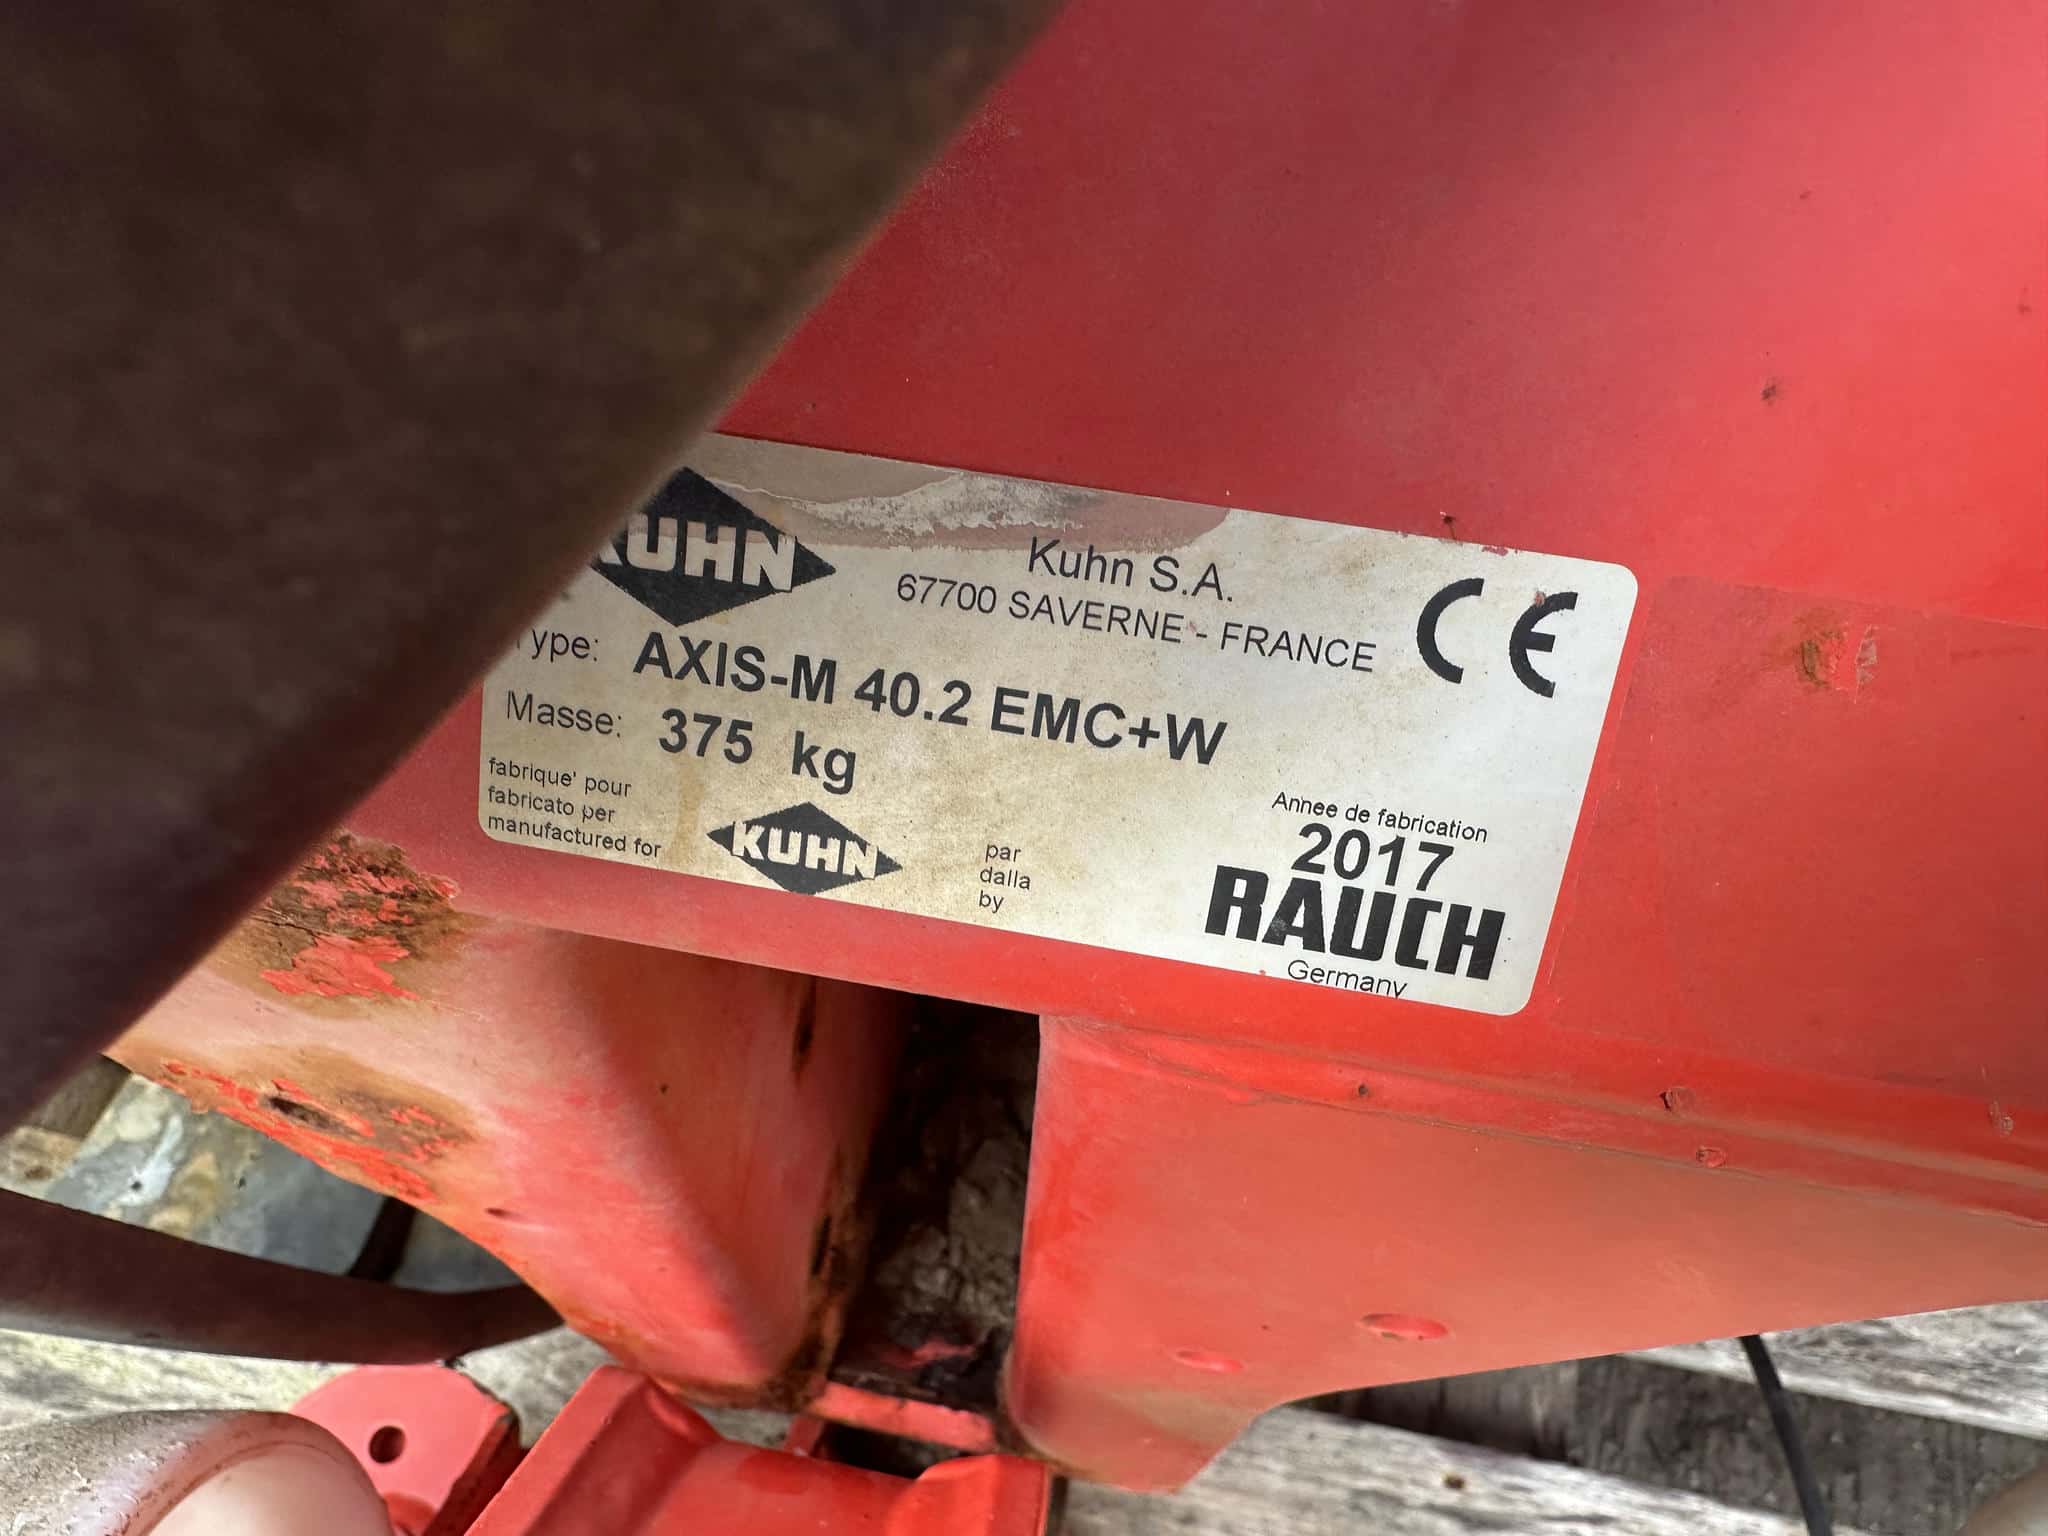 KUHN
Kuhn S.A.
67700 SAVERNE - FRANCE
CE
Type: AXIS-M 40.2 EMC+W
Masse: 375 kg
fabrique' pour
fabricato per
manufactured for
KUHN
par
dalla
by
Annee de fabrication
2017
RAUCH
Germany